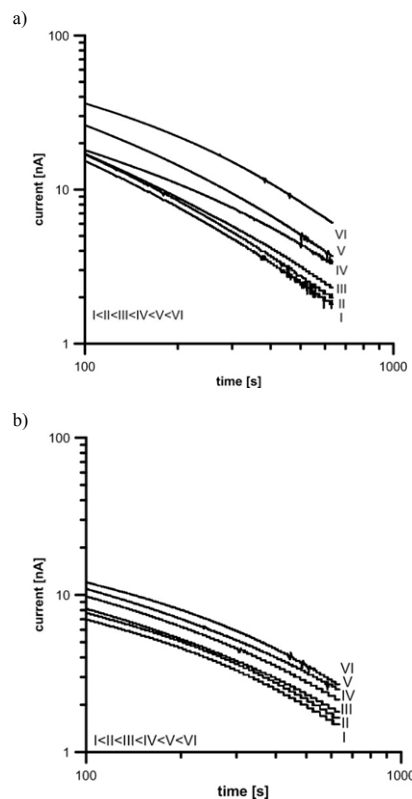 a)
100
current [nA]
10
VI
V
IV
III
II
I
I<II<III<IV<V<VI
1
100
1000
time [s]
b)
100
current [nA]
10
VI
V
IV
III
II
I
I<II<III<IV<V<VI
1
100
1000
time [s]